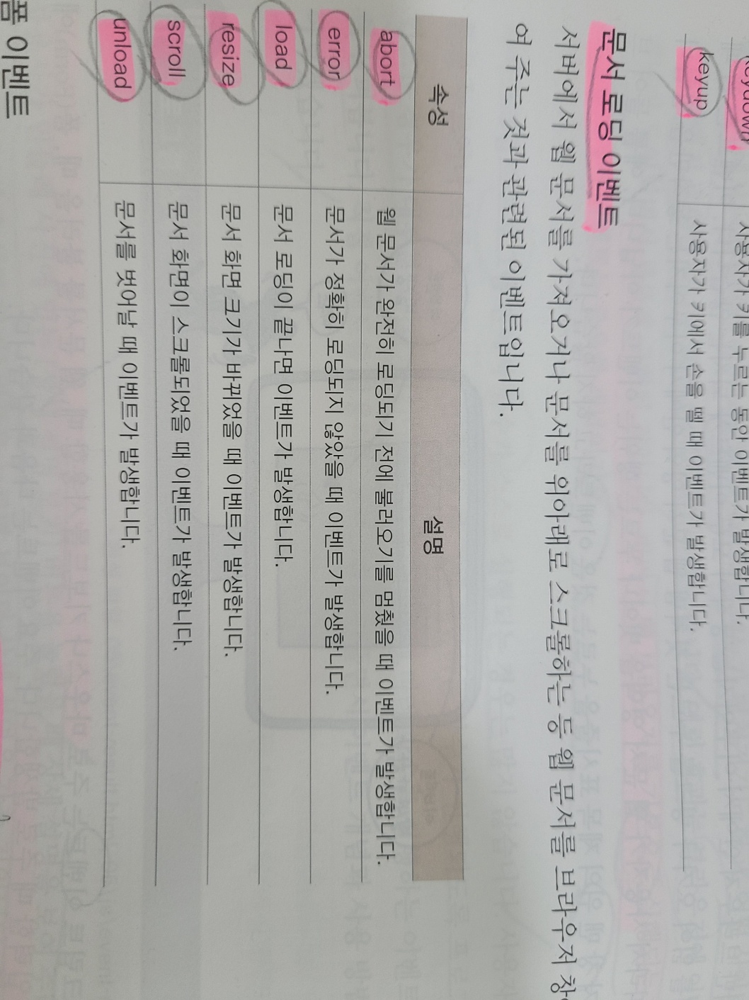 keydown 사용자가 키를 누르는 동안 이벤트가 발생합니다.
keyup 사용자가 키에서 손을 뗄 때 이벤트가 발생합니다.
문서 로딩 이벤트
서버에서 웹 문서를 가져오거나 문서를 위아래로 스크롤하는 등 웹 문서를 브라우저 창
여 주는 것과 관련된 이벤트입니다.
속성 설명
abort 웹 문서가 완전히 로딩되기 전에 불러오기를 멈췄을 때 이벤트가 발생합니다.
error 문서가 정확히 로딩되지 않았을 때 이벤트가 발생합니다.
load 문서 로딩이 끝나면 이벤트가 발생합니다.
resize 문서 화면 크기가 바뀌었을 때 이벤트가 발생합니다.
scroll 문서 화면이 스크롤되었을 때 이벤트가 발생합니다.
unload 문서를 벗어날 때 이벤트가 발생합니다.
폼 이벤트